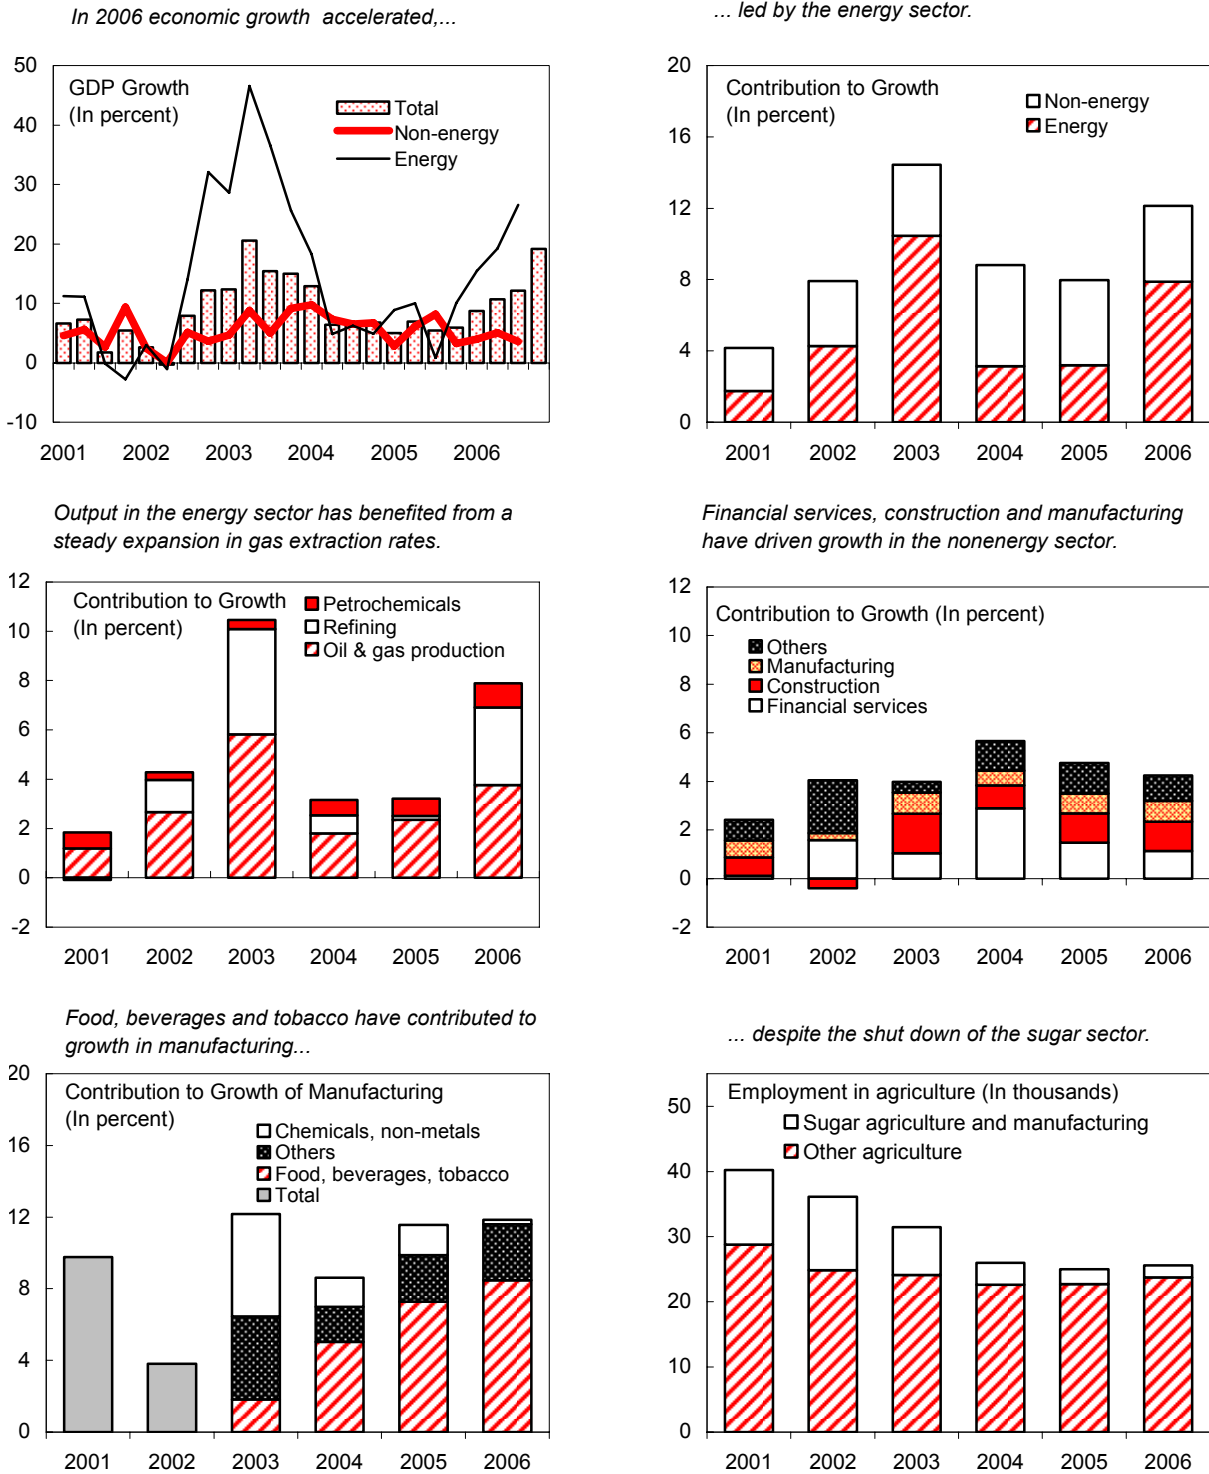 In 2006 economic growth accelerated,...
GDP Growth
(In percent)
Total
Non-energy
Energy
50
40
30
20
10
0
-10
2001 2002 2003 2004 2005 2006
... led by the energy sector.
Contribution to Growth
(In percent)
Non-energy
Energy
20
16
12
8
4
0
2001 2002 2003 2004 2005 2006
Output in the energy sector has benefited from a
steady expansion in gas extraction rates.
Contribution to Growth
(In percent)
Petrochemicals
Refining
Oil & gas production
12
10
8
6
4
2
0
-2
2001 2002 2003 2004 2005 2006
Financial services, construction and manufacturing
have driven growth in the nonenergy sector.
Contribution to Growth (In percent)
Others
Manufacturing
Construction
Financial services
12
10
8
6
4
2
0
-2
2001 2002 2003 2004 2005 2006
Food, beverages and tobacco have contributed to
growth in manufacturing...
Contribution to Growth of Manufacturing
(In percent)
Chemicals, non-metals
Others
Food, beverages, tobacco
Total
20
16
12
8
4
0
2001 2002 2003 2004 2005 2006
... despite the shut down of the sugar sector.
Employment in agriculture (In thousands)
Sugar agriculture and manufacturing
Other agriculture
50
40
30
20
10
0
2001 2002 2003 2004 2005 2006